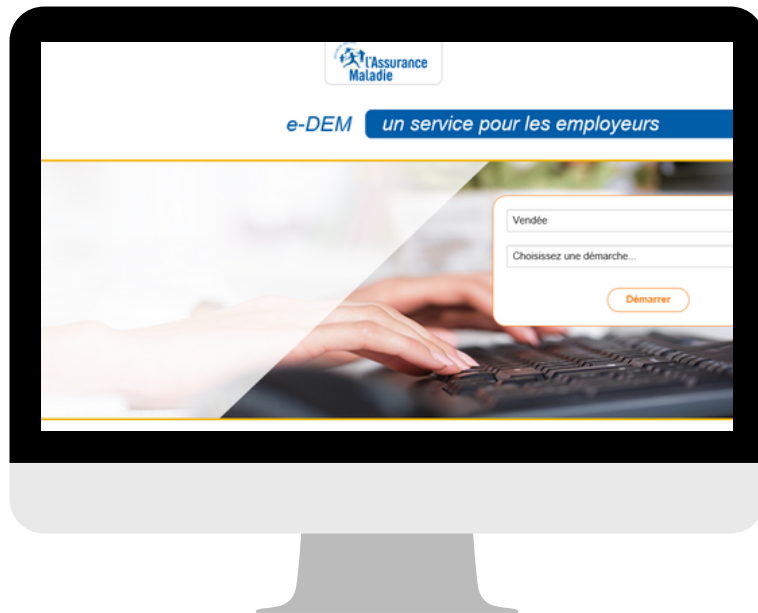 l'Assurance
Maladie
e-DEM un service pour les employeurs
Vendée
Choisissez une démarche...
Démarrer